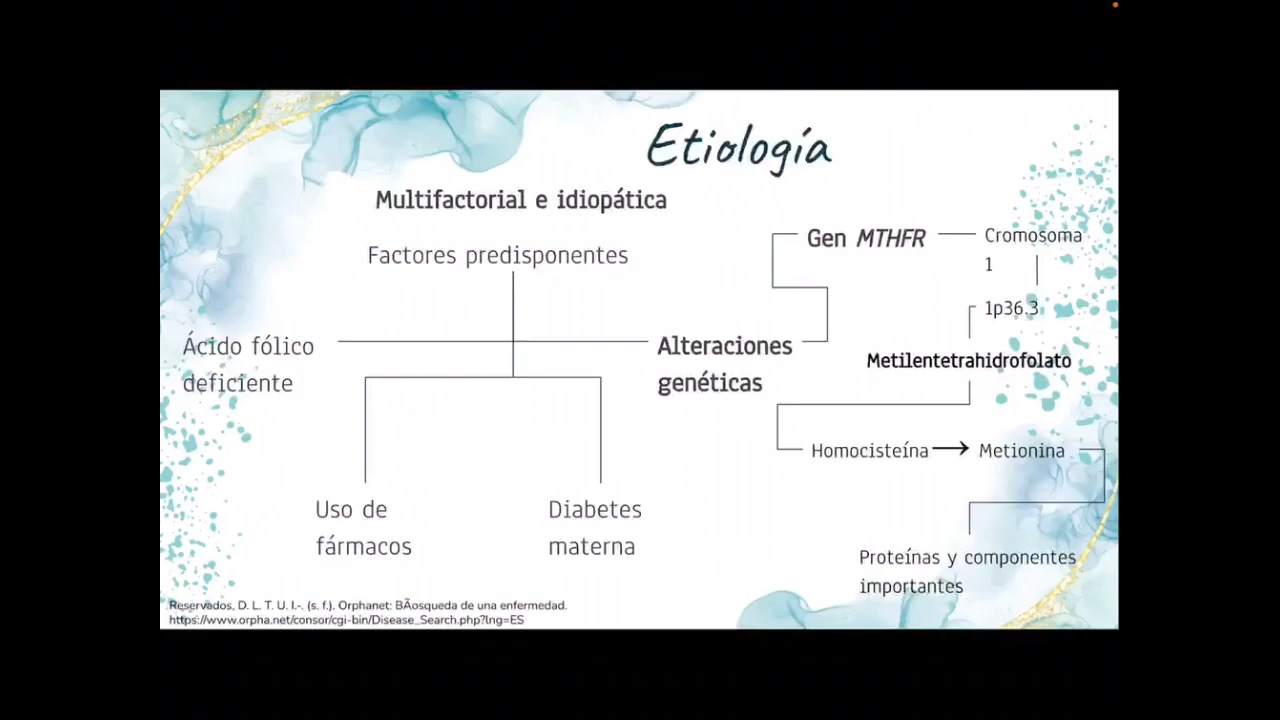 Etiología
Multifactorial e idiopática
Factores predisponentes
Ácido fólico
deficiente
Uso de
fármacos
Diabetes
materna
Alteraciones
genéticas
Gen MTHFR
Cromosoma
1
1p36.3
Metilentetrahidrofolato
Homocisteína → Metionina
Proteínas y componentes
importantes
Reservados, D. L. T. U. I.-. (s. f.). Orphanet: BÃosqueda de una enfermedad.
https://www.orpha.net/consor/cgi-bin/Disease_Search.php?lng=ES